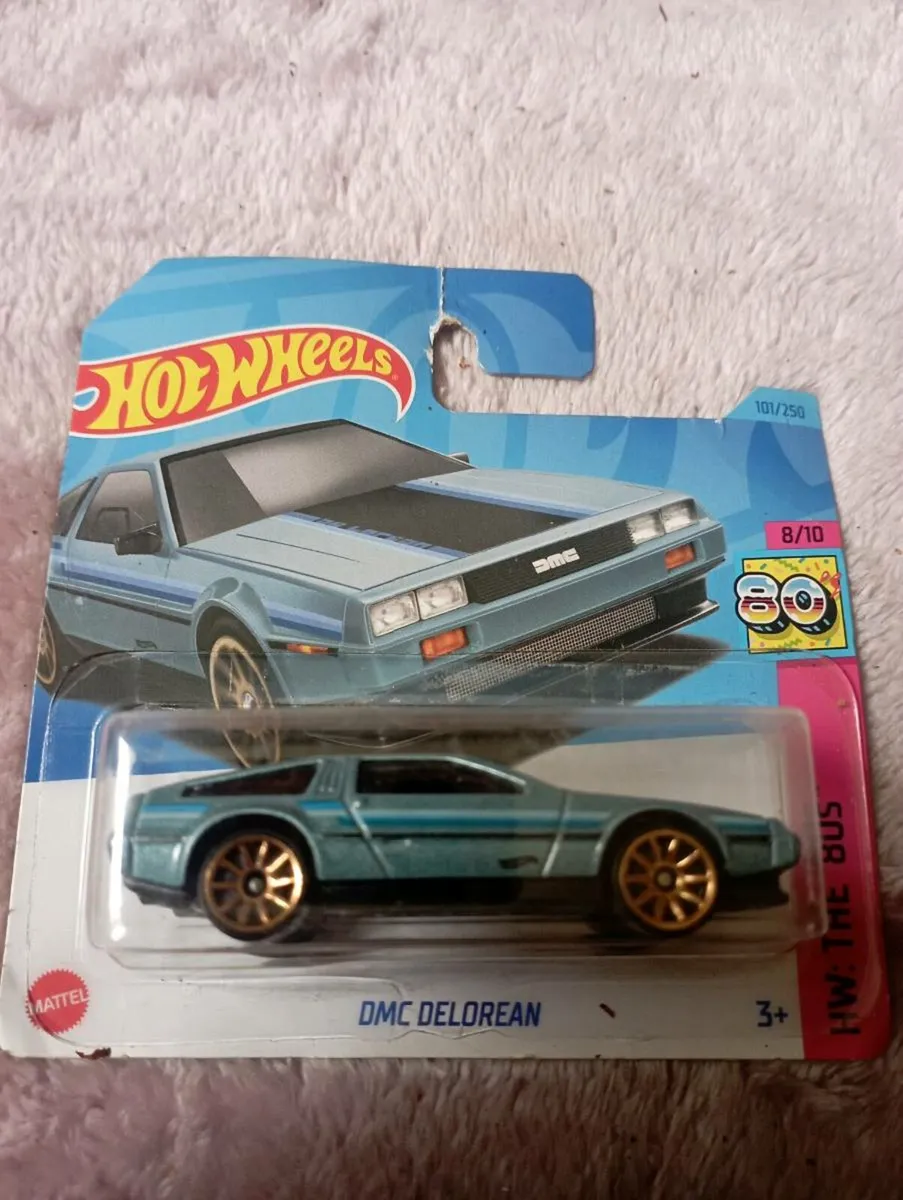 HOT WHEELS
101/250
8/10
80's
DMC
MATTEL
DMC DELOREAN
3+
HW: THE 80S